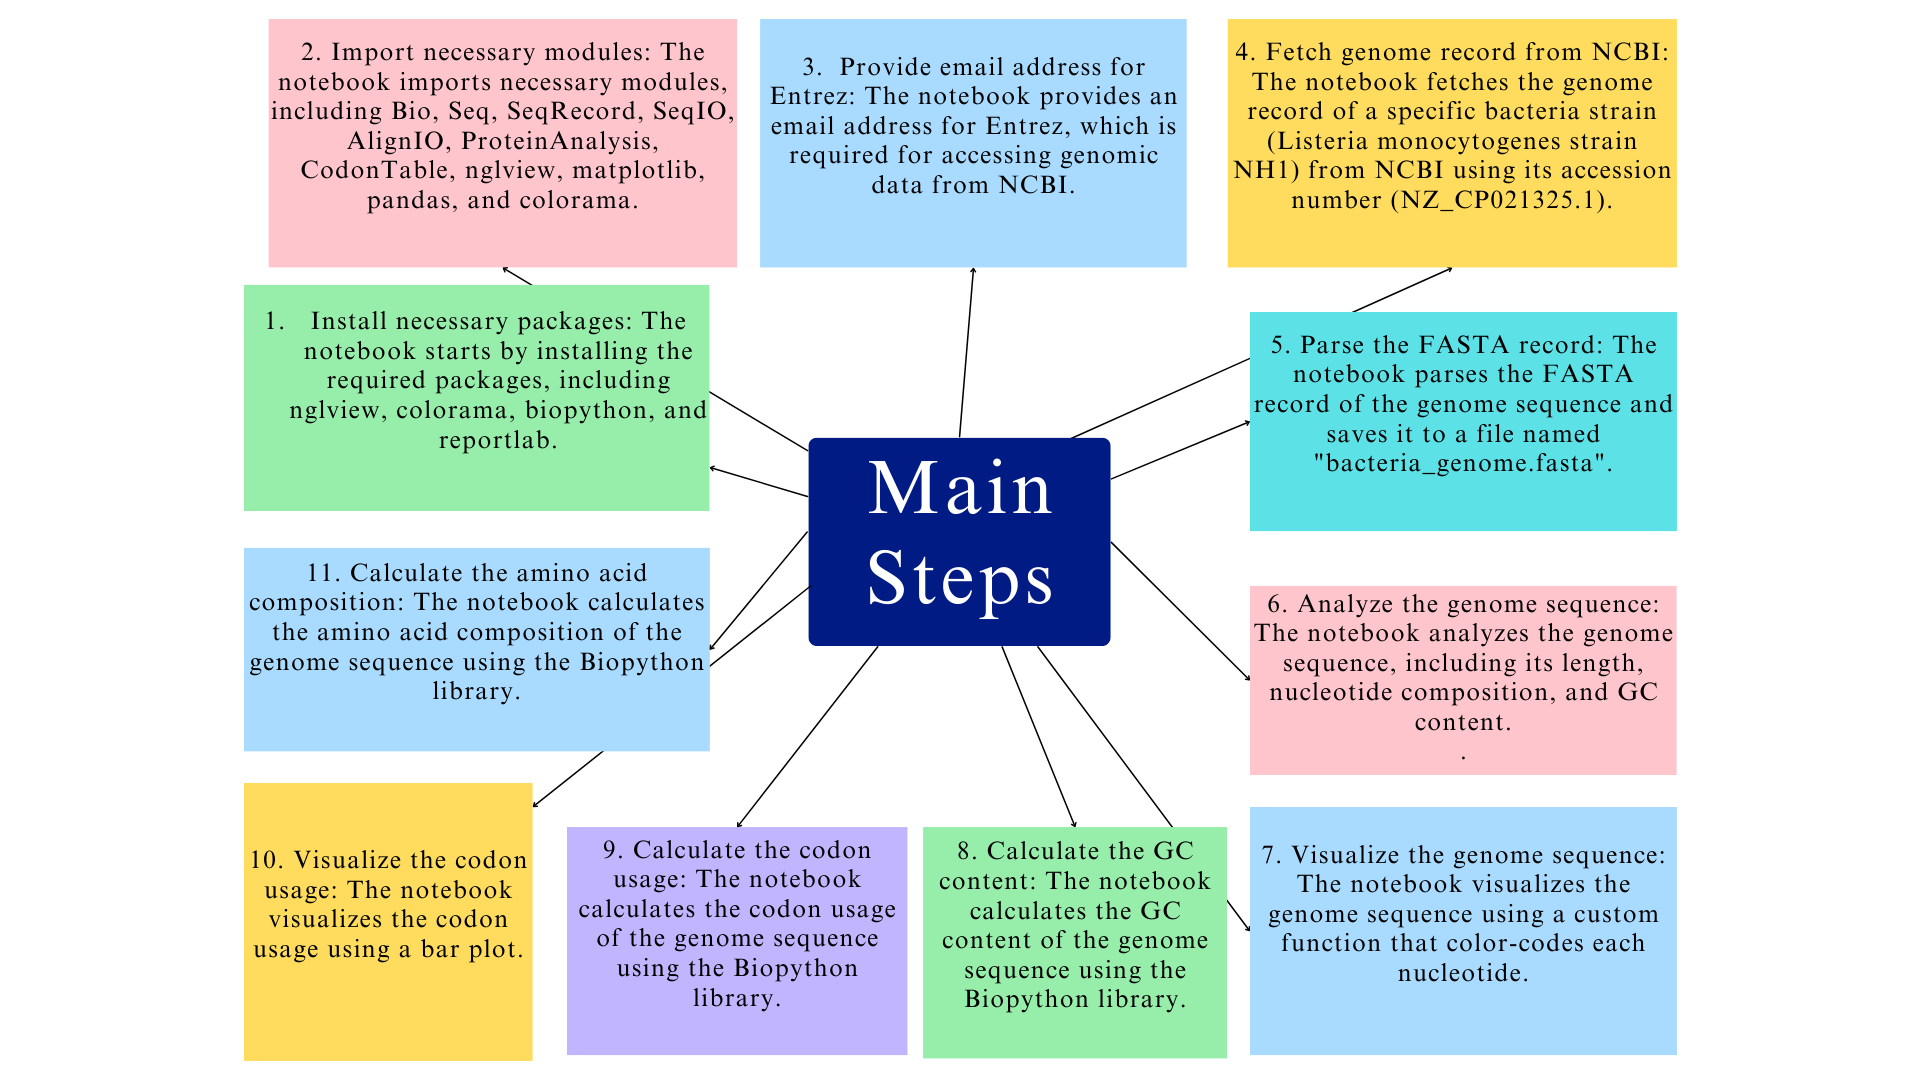 2. Import necessary modules: The
notebook imports necessary modules,
including Bio, Seq, SeqRecord, SeqIO,
AlignIO, ProteinAnalysis,
CodonTable, nglview, matplotlib,
pandas, and colorama.
3. Provide email address for
Entrez: The notebook provides an
email address for Entrez, which is
required for accessing genomic
data from NCBI.
4. Fetch genome record from NCBI:
The notebook fetches the genome
record of a specific bacteria strain
(Listeria monocytogenes strain
NH1) from NCBI using its accession
number (NZ_CP021325.1).
1. Install necessary packages: The
notebook starts by installing the
required packages, including
nglview, colorama, biopython, and
reportlab.
5. Parse the FASTA record: The
notebook parses the FASTA
record of the genome sequence and
saves it to a file named
"bacteria_genome.fasta".
Main
Steps
11. Calculate the amino acid
composition: The notebook calculates
the amino acid composition of the
genome sequence using the Biopython
library.
6. Analyze the genome sequence:
The notebook analyzes the genome
sequence, including its length,
nucleotide composition, and GC
content.
.
10. Visualize the codon
usage: The notebook
visualizes the codon
usage using a bar plot.
9. Calculate the codon
usage: The notebook
calculates the codon usage
of the genome sequence
using the Biopython
library.
8. Calculate the GC
content: The notebook
calculates the GC
content of the genome
sequence using the
Biopython library.
7. Visualize the genome sequence:
The notebook visualizes the
genome sequence using a custom
function that color-codes each
nucleotide.